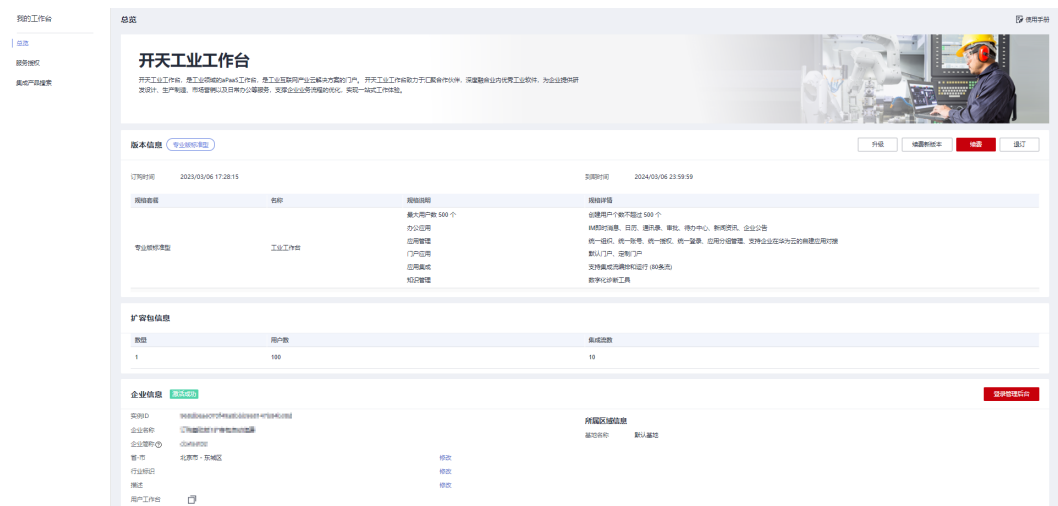 我的工作台
总览
服务授权
集成产品搜索
总览
使用手册
开天工业工作台
开天工业工作台，是工业领域的aPaaS工作台，是工业互联网产业云解决方案的门户。 开天工业工作台致力于汇聚合作伙伴，深度融合业内优秀工业软件，为企业提供研
发设计、生产制造、市场营销以及日常办公等服务，支撑企业业务流程的优化，实现一站式工作体验。
版本信息 专业版标准型 升级 续费新版本 续费 退订
订购时间 2023/03/06 17:28:15 到期时间 2024/03/06 23:59:59
规格套餐 名称 规格说明 规格详情
最大用户数 500 个 创建用户个数不超过 500 个
办公应用 IM即时消息、日历、通讯录、审批、待办中心、新闻资讯、企业公告
应用管理 统一组织、统一账号、统一授权、统一登录、应用分组管理、支持企业在华为云的自建应用对接
专业版标准型 工业工作台
门户应用 默认门户、定制门户
应用集成 支持集成流编排和运行 (80条流)
知识管理 数字化诊断工具
扩容包信息
数量 用户数 集成流数
1 100 10
企业信息 激活成功 登录管理后台
实例ID
所属区域信息
企业名称
基地名称 默认基地
企业简称
省-市 北京市 - 东城区 修改
行业标识 修改
描述 修改
用户工作台